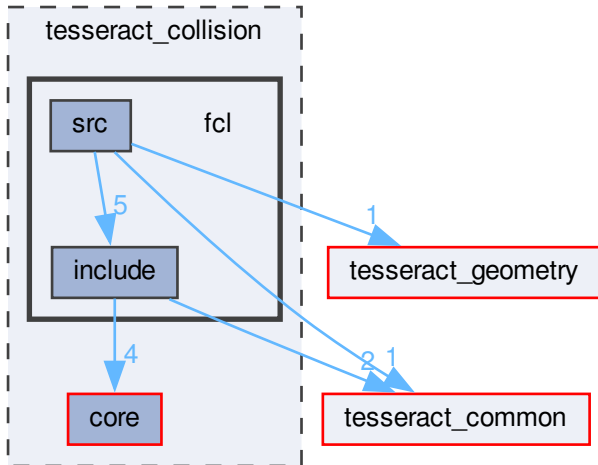 tesseract_collision
src
fcl
5
1
include
tesseract_geometry
4
2
1
core
tesseract_common